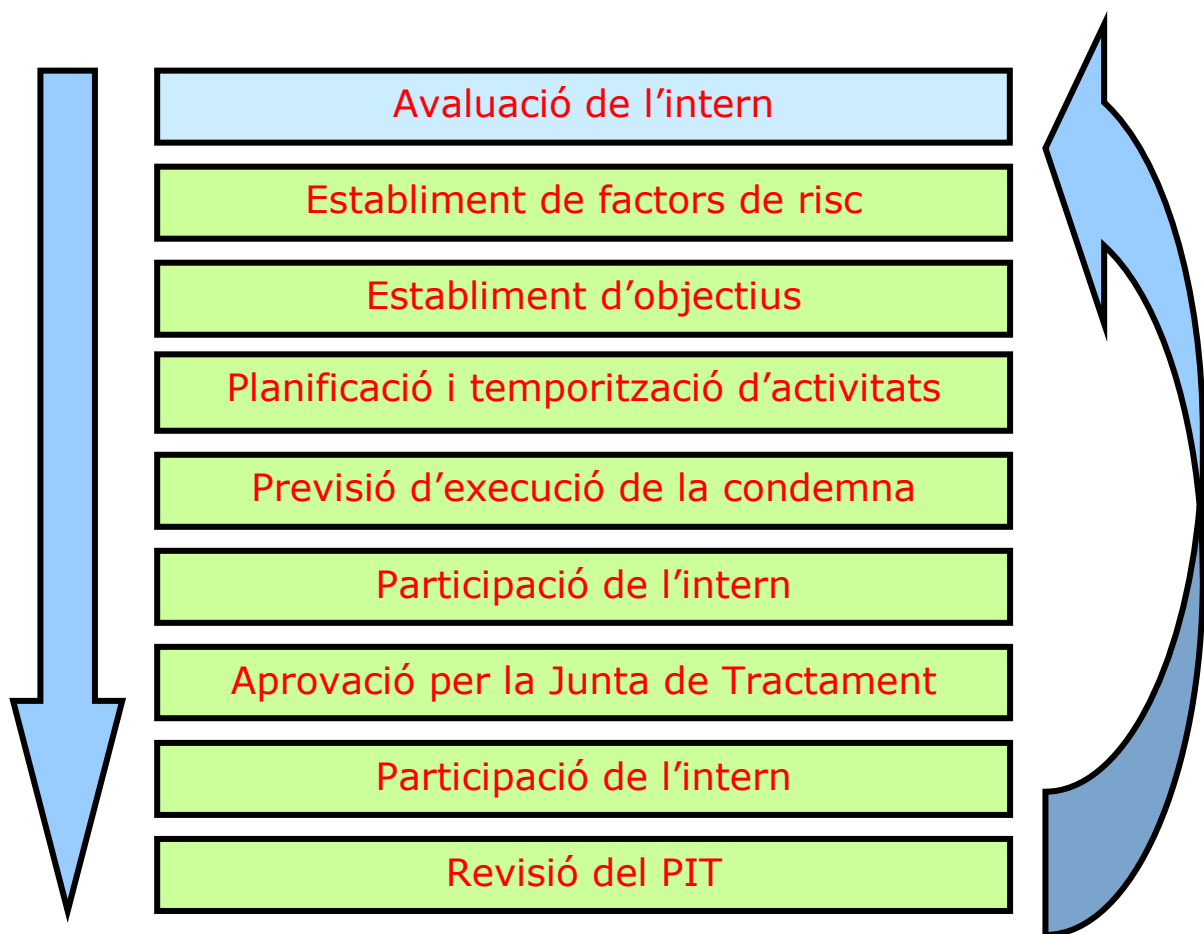 Avaluació de l’intern
Establiment de factors de risc
Establiment d’objectius
Planificació i temporització d’activitats
Previsió d’execució de la condemna
Participació de l’intern
Aprovació per la Junta de Tractament
Participació de l’intern
Revisió del PIT